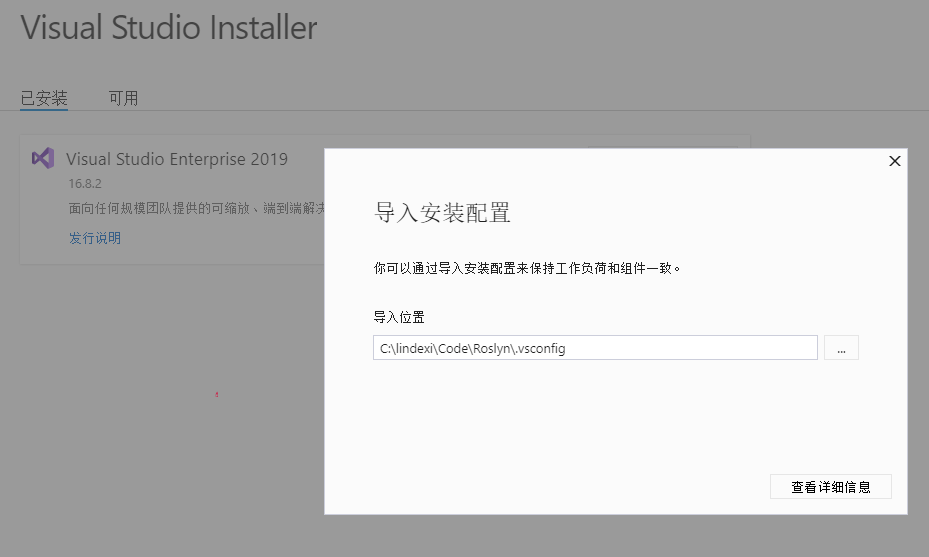 Visual Studio Installer
已安装
可用
Visual Studio Enterprise 2019
16.8.2
面向任何规模团队提供的可缩放、端到端解决
发行说明
导入安装配置
你可以通过导入安装配置来保持工作负荷和组件一致。
导入位置
C:\lindexi\Code\Roslyn\.vsconfig
...
查看详细信息